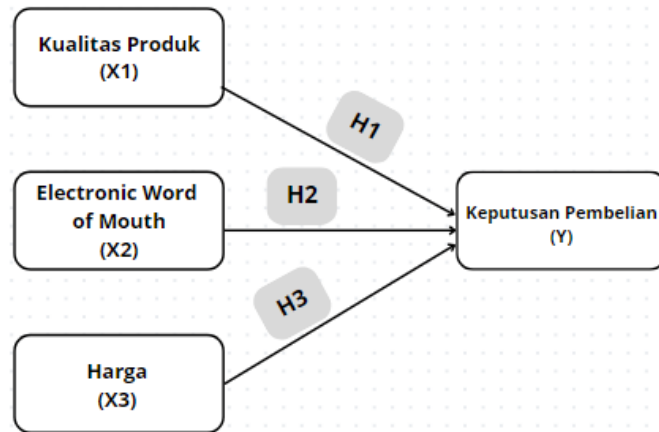 Kualitas Produk
(X1)
H1
Electronic Word
of Mouth
(X2)
H2
Keputusan Pembelian
(Y)
H3
Harga
(X3)